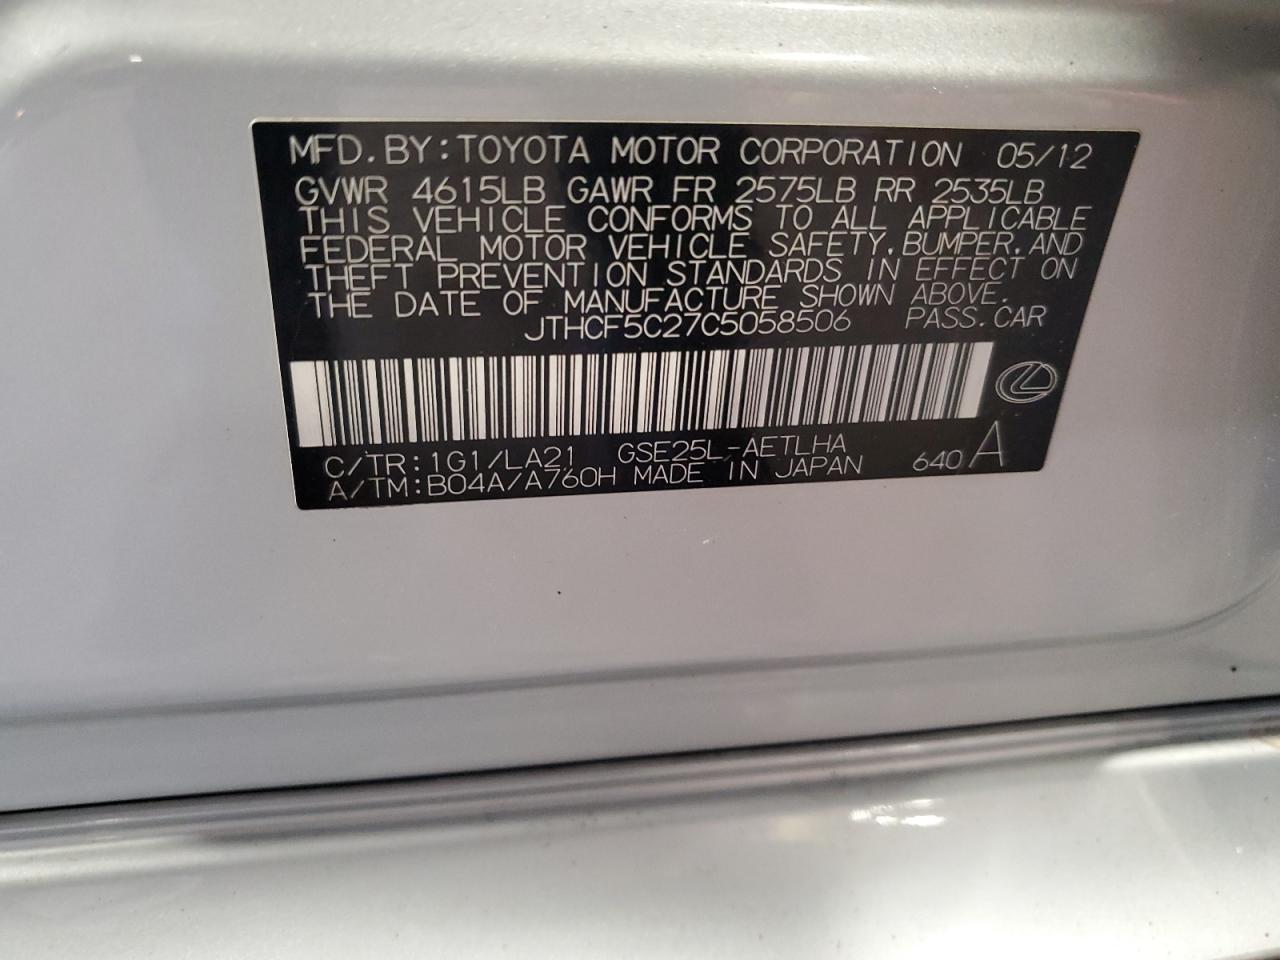 MFD. BY: TOYOTA MOTOR CORPORATION 05/12
GVWR 4615LB GAWR FR 2575LB RR 2535LB
THIS VEHICLE CONFORMS TO ALL APPLICABLE
FEDERAL MOTOR VEHICLE SAFETY, BUMPER, AND
THEFT PREVENTION STANDARDS IN EFFECT ON
THE DATE OF MANUFACTURE SHOWN ABOVE.
JTHCF5C27C5058506 PASS. CAR
C/TR: 1G1/LA21 GSE25L-AETLHA
A/TM: B04A/A760H MADE IN JAPAN 640 A